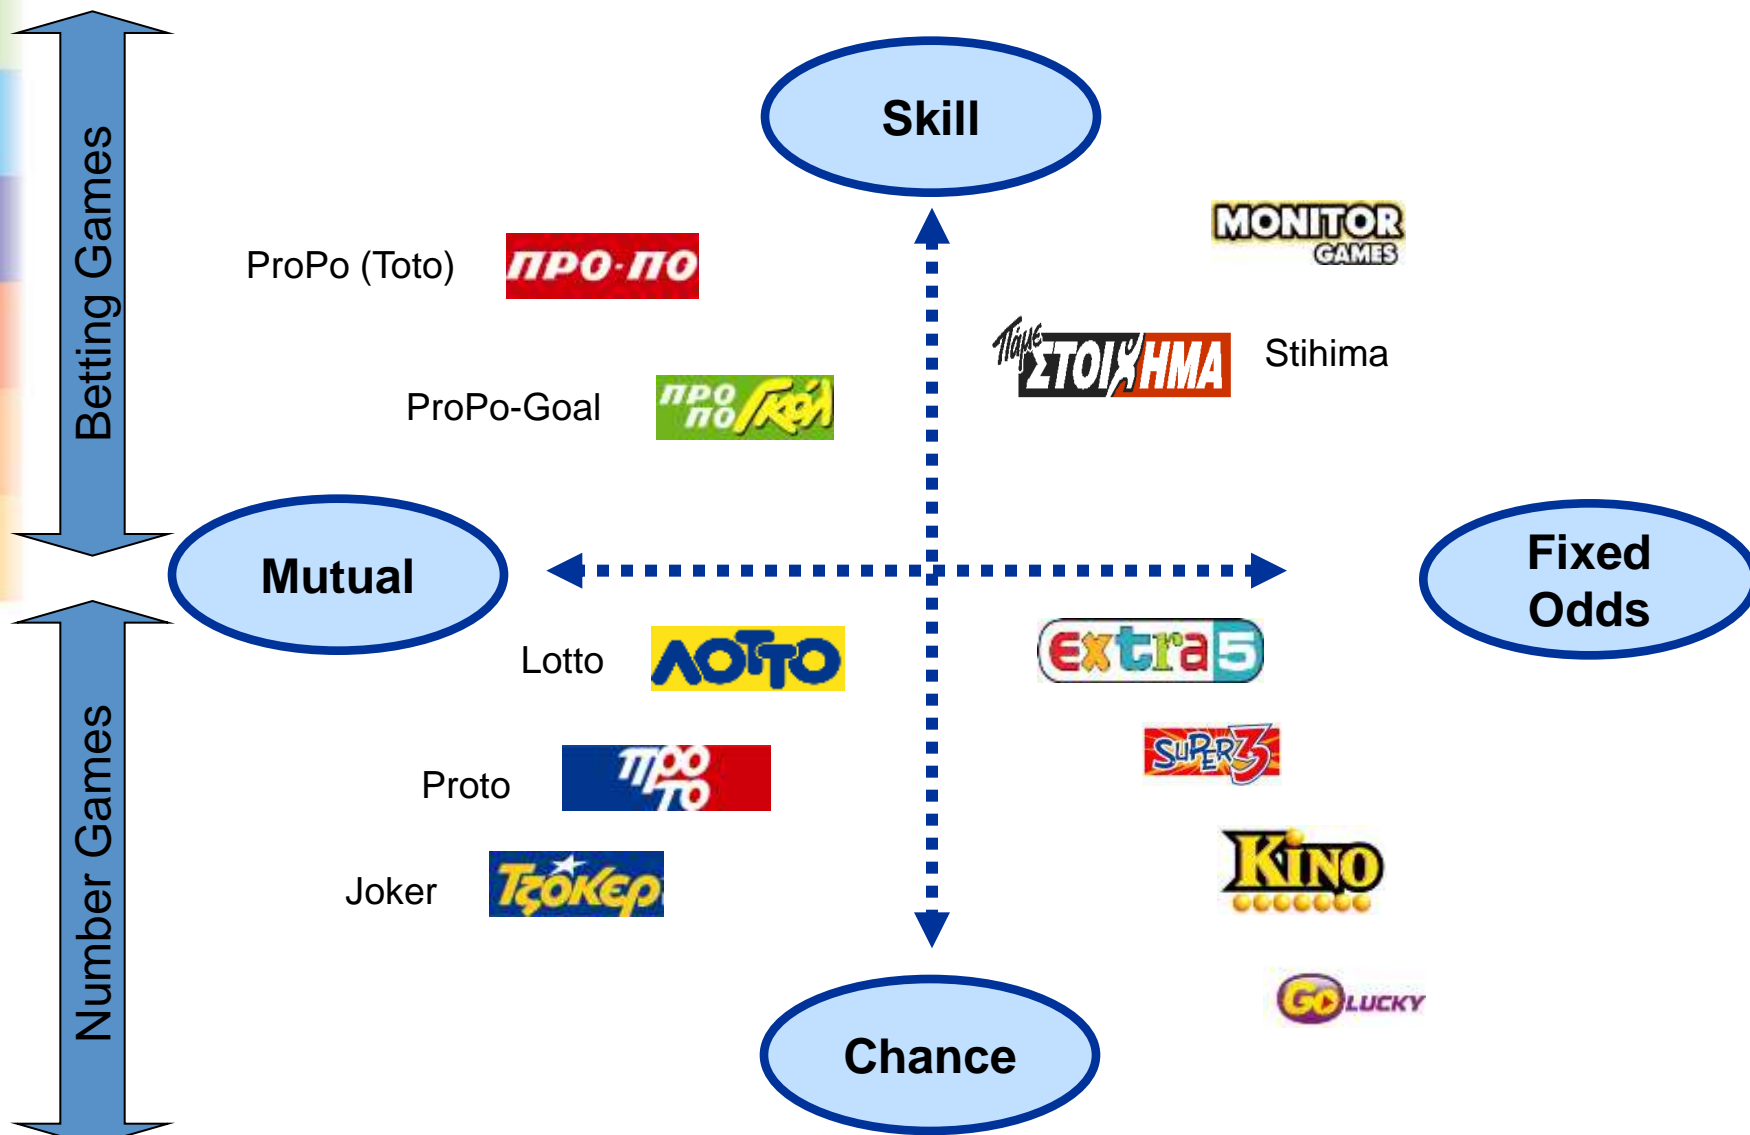 Betting Games
Skill
MONITOR
GAMES
ProPo (Toto)
ΠΡΟ-ΠΟ
Πάμε
ΣΤΟΙΧΗΜΑ
Stihima
ProPo-Goal
ΠΡΟ
ΠΟ Γκολ
Mutual
Fixed
Odds
Number Games
Lotto
ΛΟΤΤΟ
extra5
Proto
προ
το
SUPER3
Joker
Τζόκερ
KINO
GO LUCKY
Chance